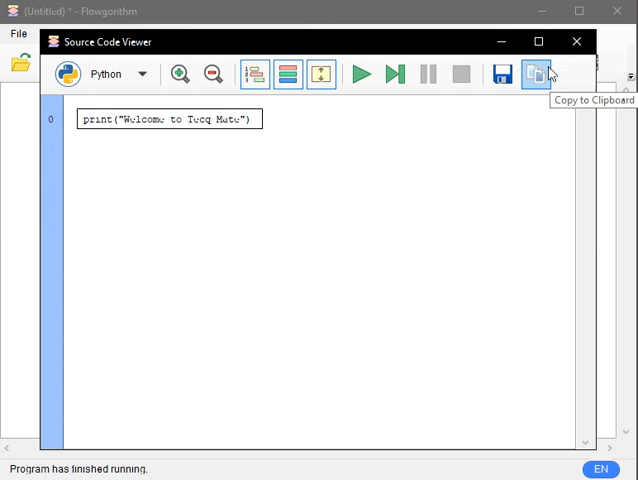 (Untitled) * - Flowgorithm
File
Source Code Viewer
Python
Copy to Clipboard
0 print("Welcome to Tecq Mate")
Program has finished running.
EN